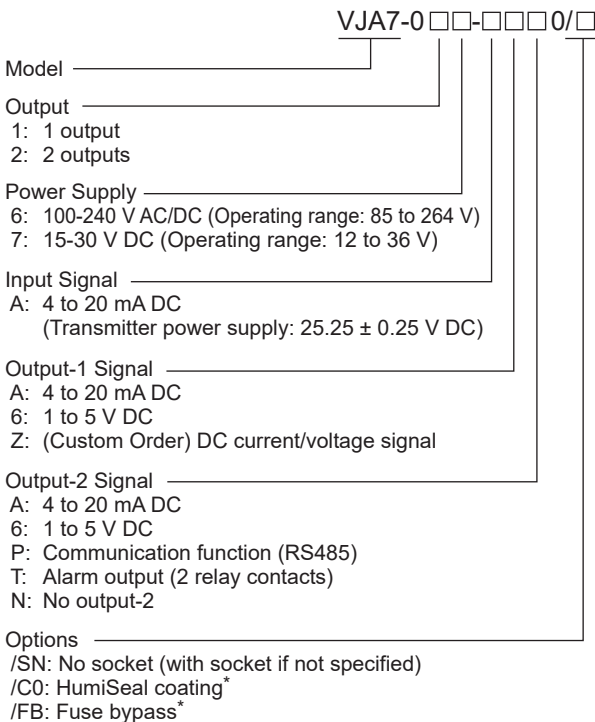 VJA7-0□□-□□□0/□
Model
Output
1: 1 output
2: 2 outputs
Power Supply
6: 100-240 V AC/DC (Operating range: 85 to 264 V)
7: 15-30 V DC (Operating range: 12 to 36 V)
Input Signal
A: 4 to 20 mA DC
(Transmitter power supply: 25.25 ± 0.25 V DC)
Output-1 Signal
A: 4 to 20 mA DC
6: 1 to 5 V DC
Z: (Custom Order) DC current/voltage signal
Output-2 Signal
A: 4 to 20 mA DC
6: 1 to 5 V DC
P: Communication function (RS485)
T: Alarm output (2 relay contacts)
N: No output-2
Options
/SN: No socket (with socket if not specified)
/C0: HumiSeal coating*
/FB: Fuse bypass*